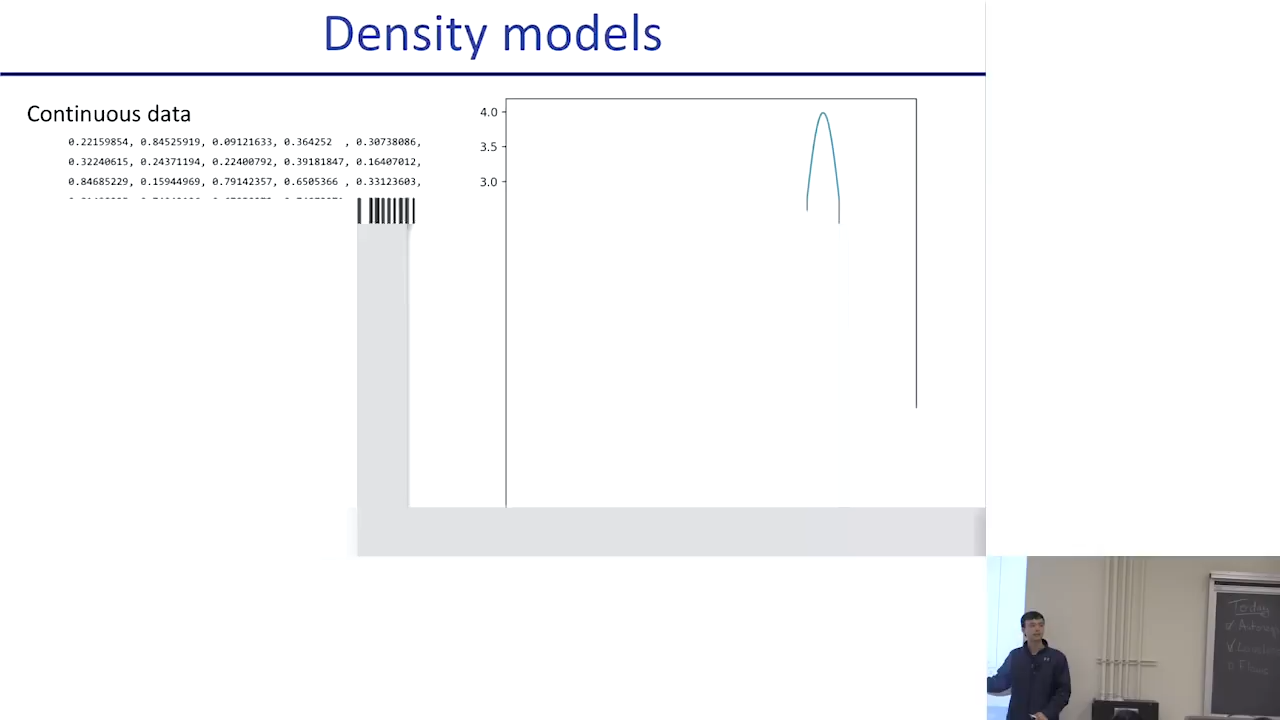 Density models
Continuous data
0.22159854, 0.84525919, 0.09121633, 0.364252  , 0.30738086,
0.32240615, 0.24371194, 0.22400792, 0.39181847, 0.16407012,
0.84685229, 0.15944969, 0.79142357, 0.6505366 , 0.33123603,
4.0
3.5
3.0
Today